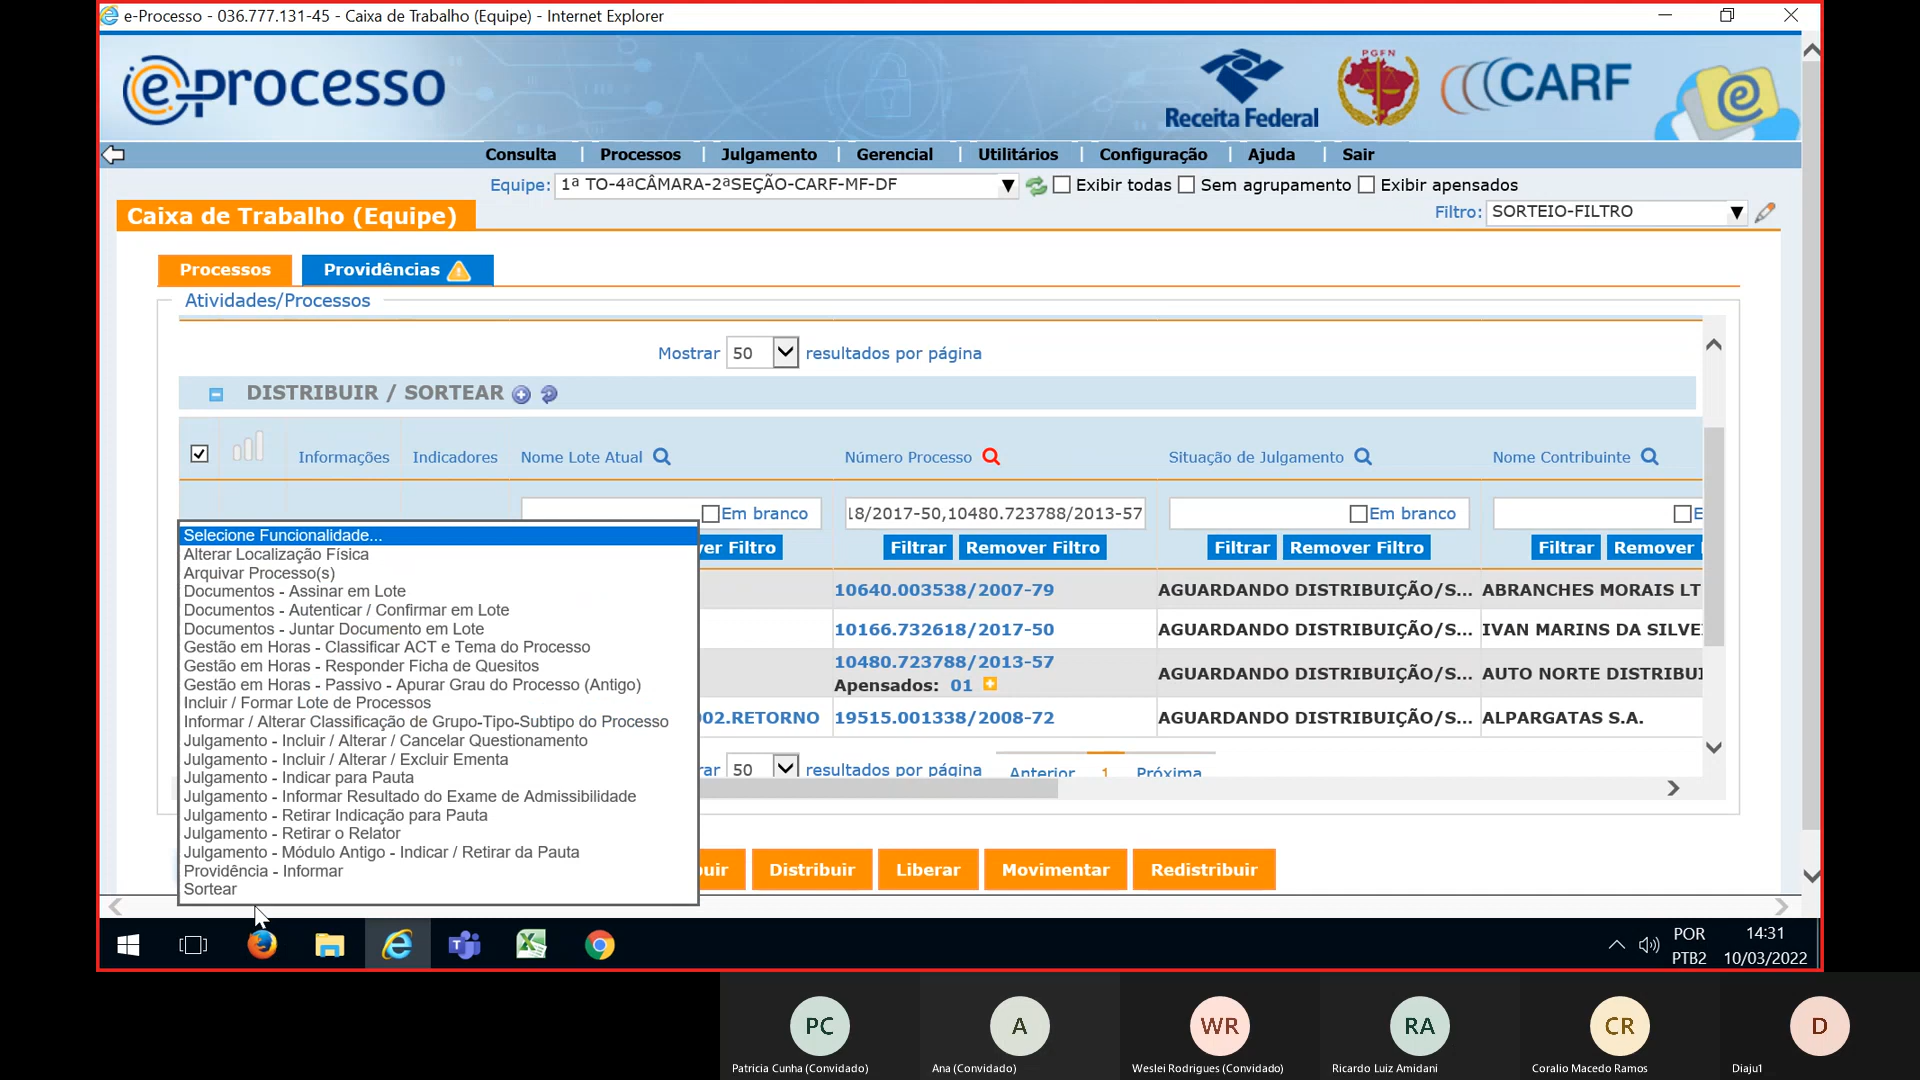 e-Processo - 036.777.131-45 - Caixa de Trabalho (Equipe) - Internet Explorer
e-processo
Receita Federal
PGFN
CARF
e
Consulta | Processos | Julgamento | Gerencial | Utilitários | Configuração | Ajuda | Sair
Equipe: 1ª TO-4ªCÂMARA-2ªSEÇÃO-CARF-MF-DF Exibir todas Sem agrupamento Exibir apensados
Caixa de Trabalho (Equipe)
Filtro: SORTEIO-FILTRO
Processos Providências
Atividades/Processos
Mostrar 50 resultados por página
DISTRIBUIR / SORTEAR
Informações Indicadores Nome Lote Atual Número Processo Situação de Julgamento Nome Contribuinte
Em branco 18/2017-50,10480.723788/2013-57 Em branco E
ver Filtro Filtrar Remover Filtro Filtrar Remover Filtro Filtrar Remover
10640.003538/2007-79 AGUARDANDO DISTRIBUIÇÃO/S... ABRANCHES MORAIS LT
10166.732618/2017-50 AGUARDANDO DISTRIBUIÇÃO/S... IVAN MARINS DA SILVE
10480.723788/2013-57
Apensados: 01 AGUARDANDO DISTRIBUIÇÃO/S... AUTO NORTE DISTRIBUI
002.RETORNO 19515.001338/2008-72 AGUARDANDO DISTRIBUIÇÃO/S... ALPARGATAS S.A.
rar 50 resultados por página Anterior 1 Próxima
Selecione Funcionalidade...
Alterar Localização Física
Arquivar Processo(s)
Documentos - Assinar em Lote
Documentos - Autenticar / Confirmar em Lote
Documentos - Juntar Documento em Lote
Gestão em Horas - Classificar ACT e Tema do Processo
Gestão em Horas - Responder Ficha de Quesitos
Gestão em Horas - Passivo - Apurar Grau do Processo (Antigo)
Incluir / Formar Lote de Processos
Informar / Alterar Classificação de Grupo-Tipo-Subtipo do Processo
Julgamento - Incluir / Alterar / Cancelar Questionamento
Julgamento - Incluir / Alterar / Excluir Ementa
Julgamento - Indicar para Pauta
Julgamento - Informar Resultado do Exame de Admissibilidade
Julgamento - Retirar Indicação para Pauta
Julgamento - Retirar o Relator
Julgamento - Módulo Antigo - Indicar / Retirar da Pauta
Providência - Informar
Sortear
uir Distribuir Liberar Movimentar Redistribuir
POR 14:31
PTB2 10/03/2022
PC A WR RA CR D
Patricia Cunha (Convidado) Ana (Convidado) Weslei Rodrigues (Convidado) Ricardo Luiz Amidani Coralio Macedo Ramos Diaju1